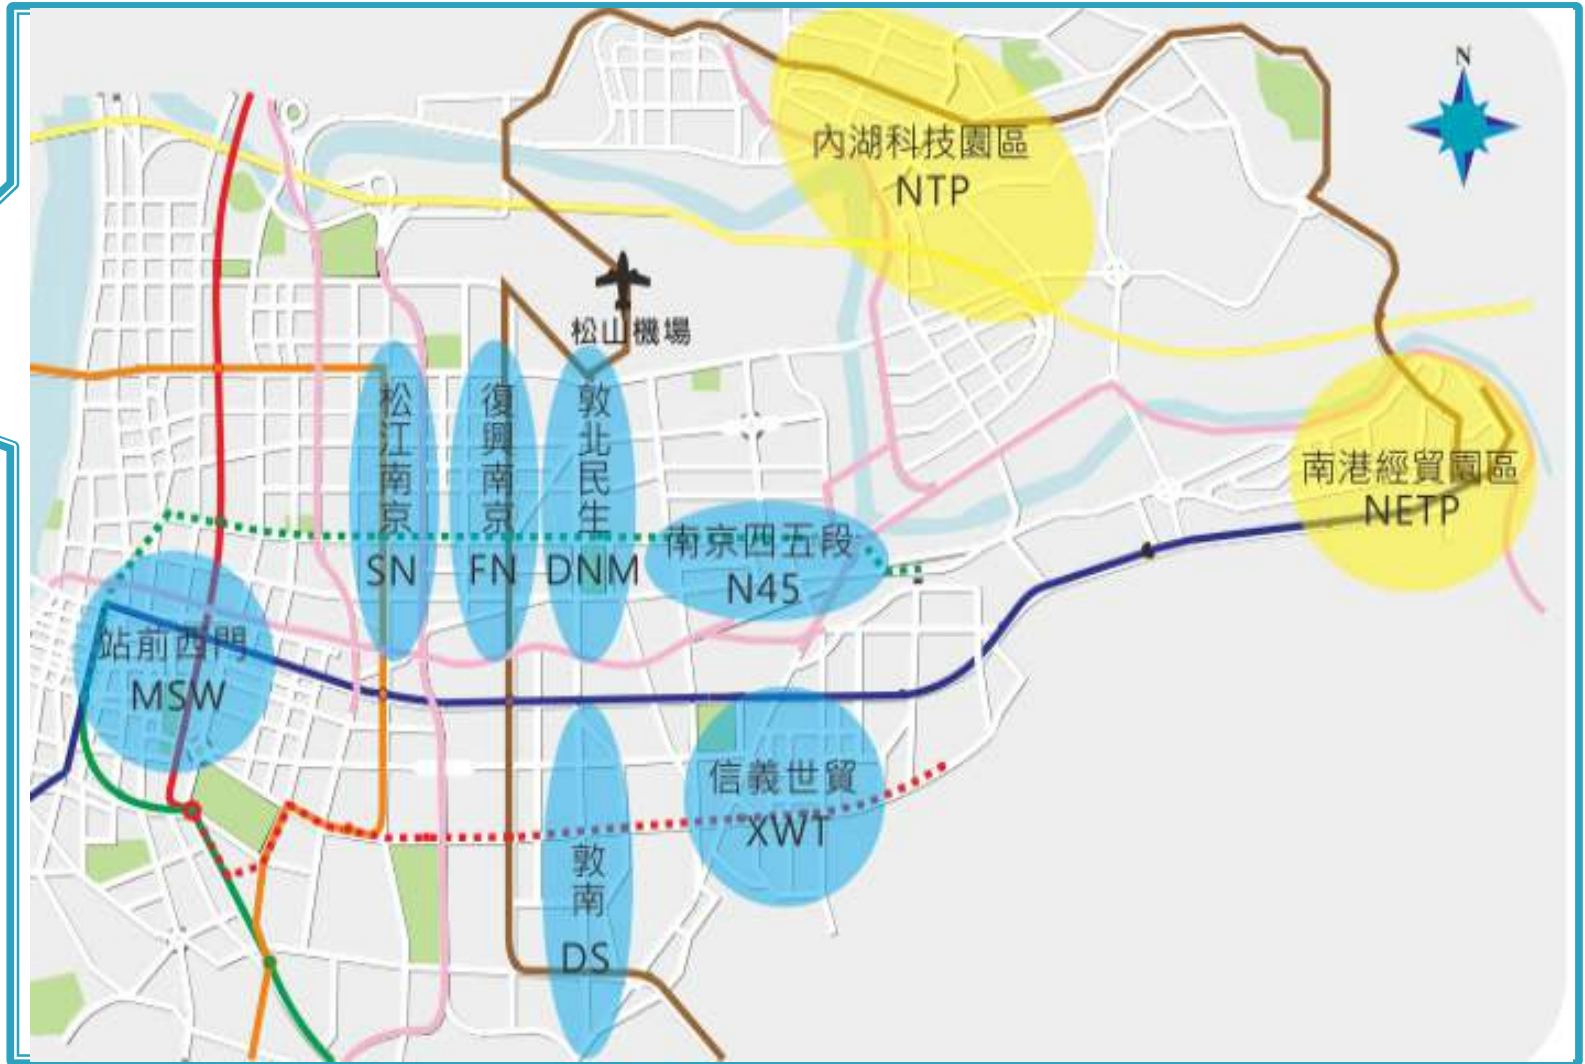 N
內湖科技園區
NTP
松山機場
松江南京
SN
復興南京
FN
敦北民生
DNM
南京四五段
N45
南港經貿園區
NETP
站前西門
MSW
信義世貿
XWT
敦南
DS